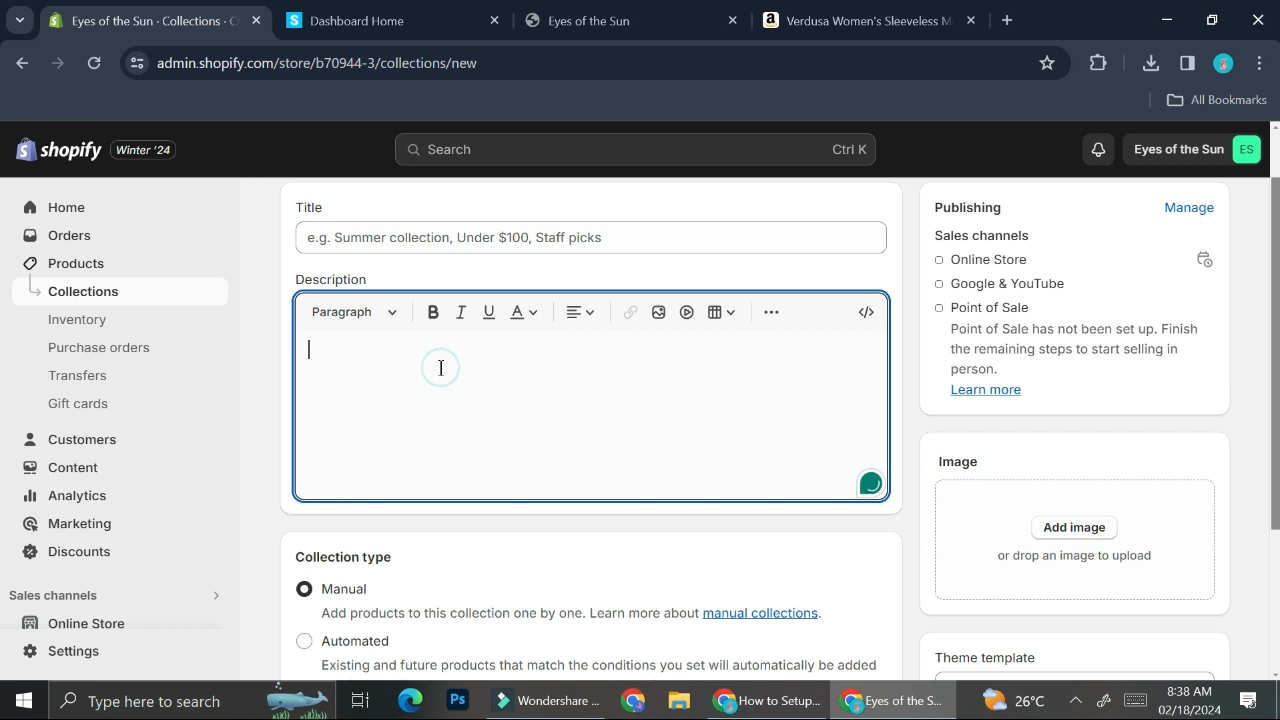 Eyes of the Sun · Collections · C
Dashboard Home
Eyes of the Sun
Verdusa Women's Sleeveless M
admin.shopify.com/store/b70944-3/collections/new
All Bookmarks
shopify
Winter '24
Search
Ctrl K
Eyes of the Sun
ES
Home
Orders
Products
Collections
Inventory
Purchase orders
Transfers
Gift cards
Customers
Content
Analytics
Marketing
Discounts
Sales channels
Online Store
Settings
Title
e.g. Summer collection, Under $100, Staff picks
Description
Paragraph
Collection type
Manual
Add products to this collection one by one. Learn more about manual collections.
Automated
Existing and future products that match the conditions you set will automatically be added
Publishing
Manage
Sales channels
Online Store
Google & YouTube
Point of Sale
Point of Sale has not been set up. Finish
the remaining steps to start selling in
person.
Learn more
Image
Add image
or drop an image to upload
Theme template
Type here to search
Wondershare ...
How to Setup...
Eyes of the S...
26°C
8:38 AM
02/18/2024